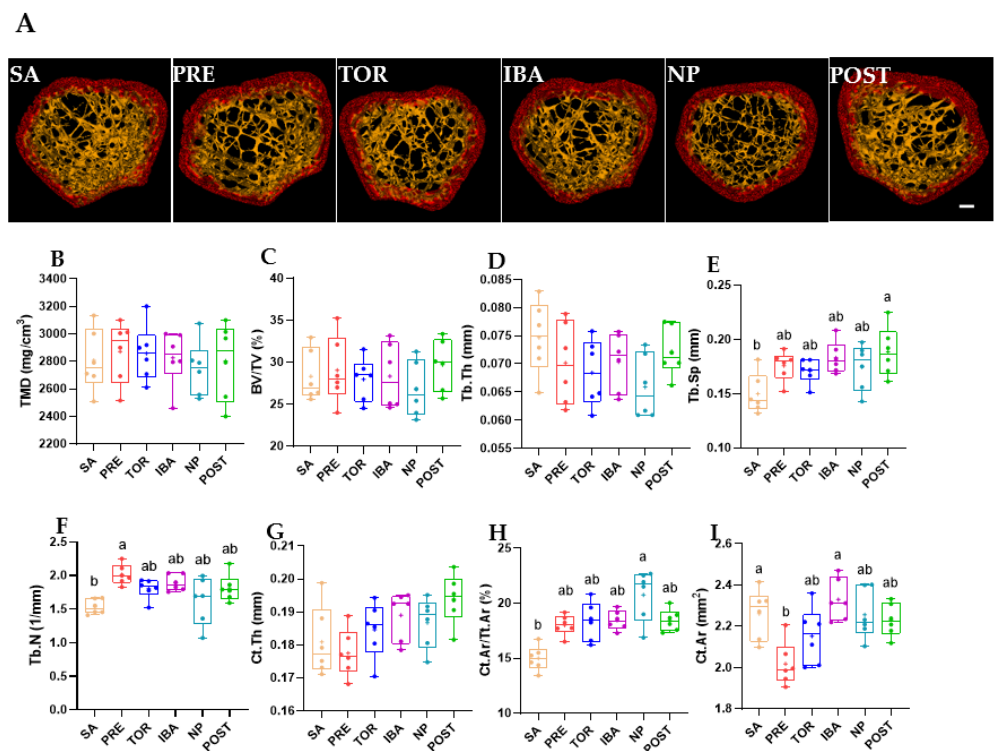 A
SA PRE TOR IBA NP POST
B C D E
TMD (mg/cm³)
3400
3200
3000
2800
2600
2400
2200
SA PRE TOR IBA NP POST
BV/TV (%)
40
35
30
25
20
SA PRE TOR IBA NP POST
Tb.Th (mm)
0.085
0.080
0.075
0.070
0.065
0.060
0.055
SA PRE TOR IBA NP POST
Tb.Sp (mm)
0.25
0.20
0.15
0.10
b ab ab ab ab a
SA PRE TOR IBA NP POST
F G H I
Tb.N (1/mm)
2.5
2.0
1.5
1.0
0.5
0.0
b a ab ab ab ab
SA PRE TOR IBA NP POST
Ct.Th (mm)
0.21
0.20
0.19
0.18
0.17
0.16
SA PRE TOR IBA NP POST
Ct.Ar/Tt.Ar (%)
25
20
15
10
b ab ab ab a ab
SA PRE TOR IBA NP POST
Ct.Ar (mm²)
2.6
2.4
2.2
2.0
1.8
a b ab a ab ab
SA PRE TOR IBA NP POST